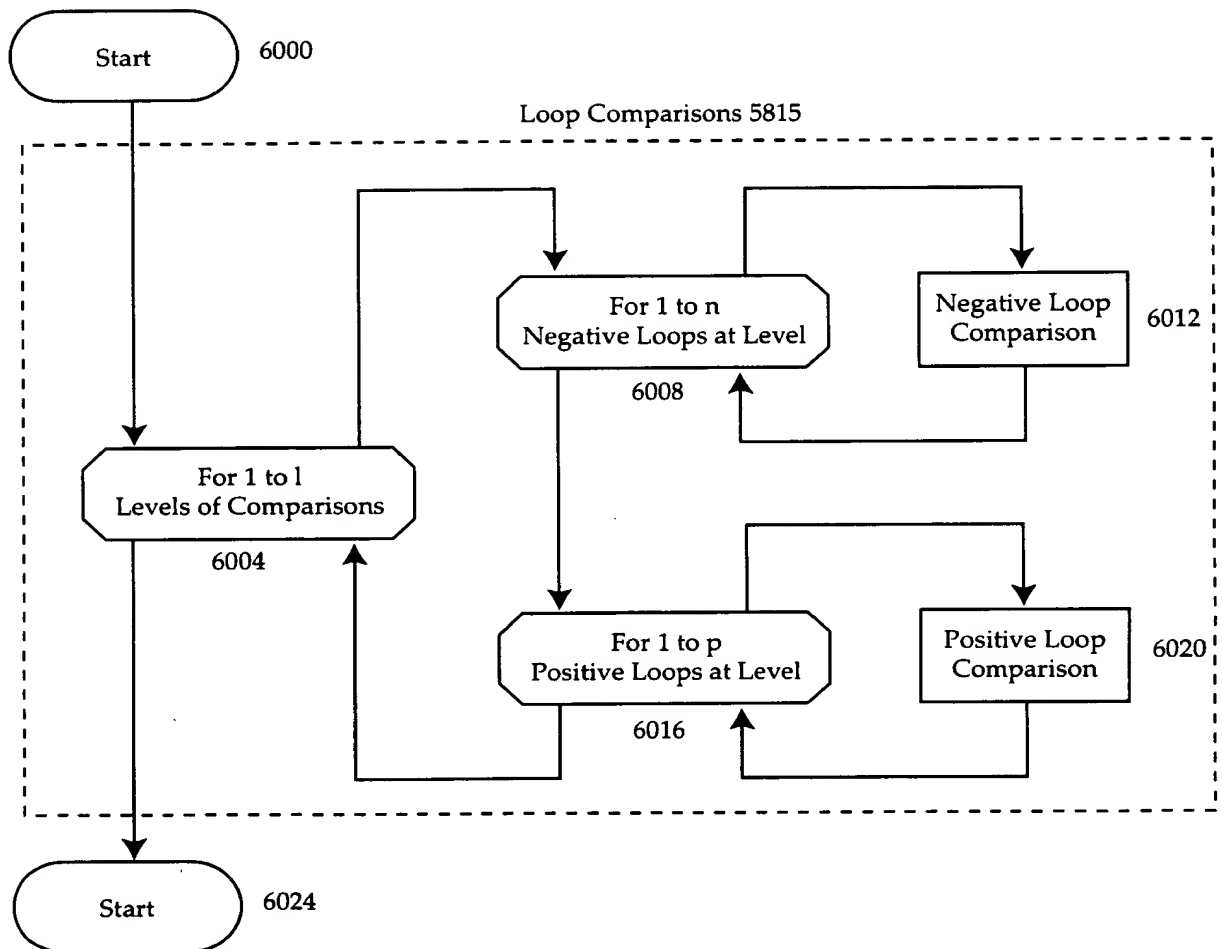 Start
6000
Loop Comparisons 5815
For 1 to n
Negative Loops at Level
6008
Negative Loop
Comparison
6012
For 1 to l
Levels of Comparisons
6004
For 1 to p
Positive Loops at Level
6016
Positive Loop
Comparison
6020
Start
6024